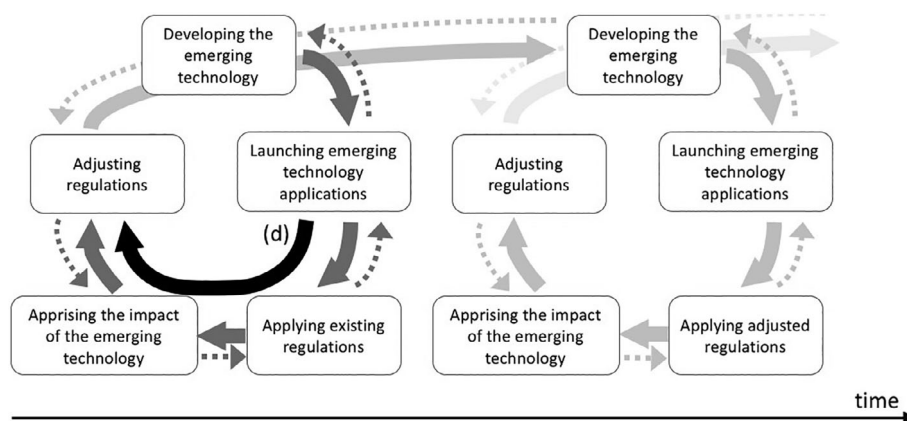 Developing the
emerging
technology
Developing the
emerging
technology
Adjusting
regulations
Launching emerging
technology
applications
Adjusting
regulations
Launching emerging
technology
applications
(d)
Apprising the impact
of the emerging
technology
Applying existing
regulations
Apprising the impact
of the emerging
technology
Applying adjusted
regulations
time